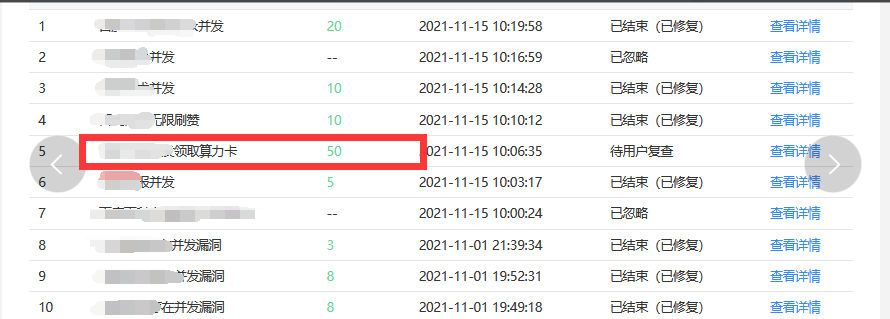 1 并发 20 2021-11-15 10:19:58 已结束（已修复） 查看详情
2 并发 -- 2021-11-15 10:16:59 已忽略 查看详情
3 并发 10 2021-11-15 10:14:28 已结束（已修复） 查看详情
4 无限刷赞 10 2021-11-15 10:10:12 已结束（已修复） 查看详情
5 领取算力卡 50 2021-11-15 10:06:35 待用户复查 查看详情
6 报并发 5 2021-11-15 10:03:17 已结束（已修复） 查看详情
7 -- 2021-11-15 10:00:24 已忽略 查看详情
8 并发漏洞 3 2021-11-01 21:39:34 已结束（已修复） 查看详情
9 并发漏洞 8 2021-11-01 19:52:31 已结束（已修复） 查看详情
10 存在并发漏洞 8 2021-11-01 19:49:18 已结束（已修复） 查看详情